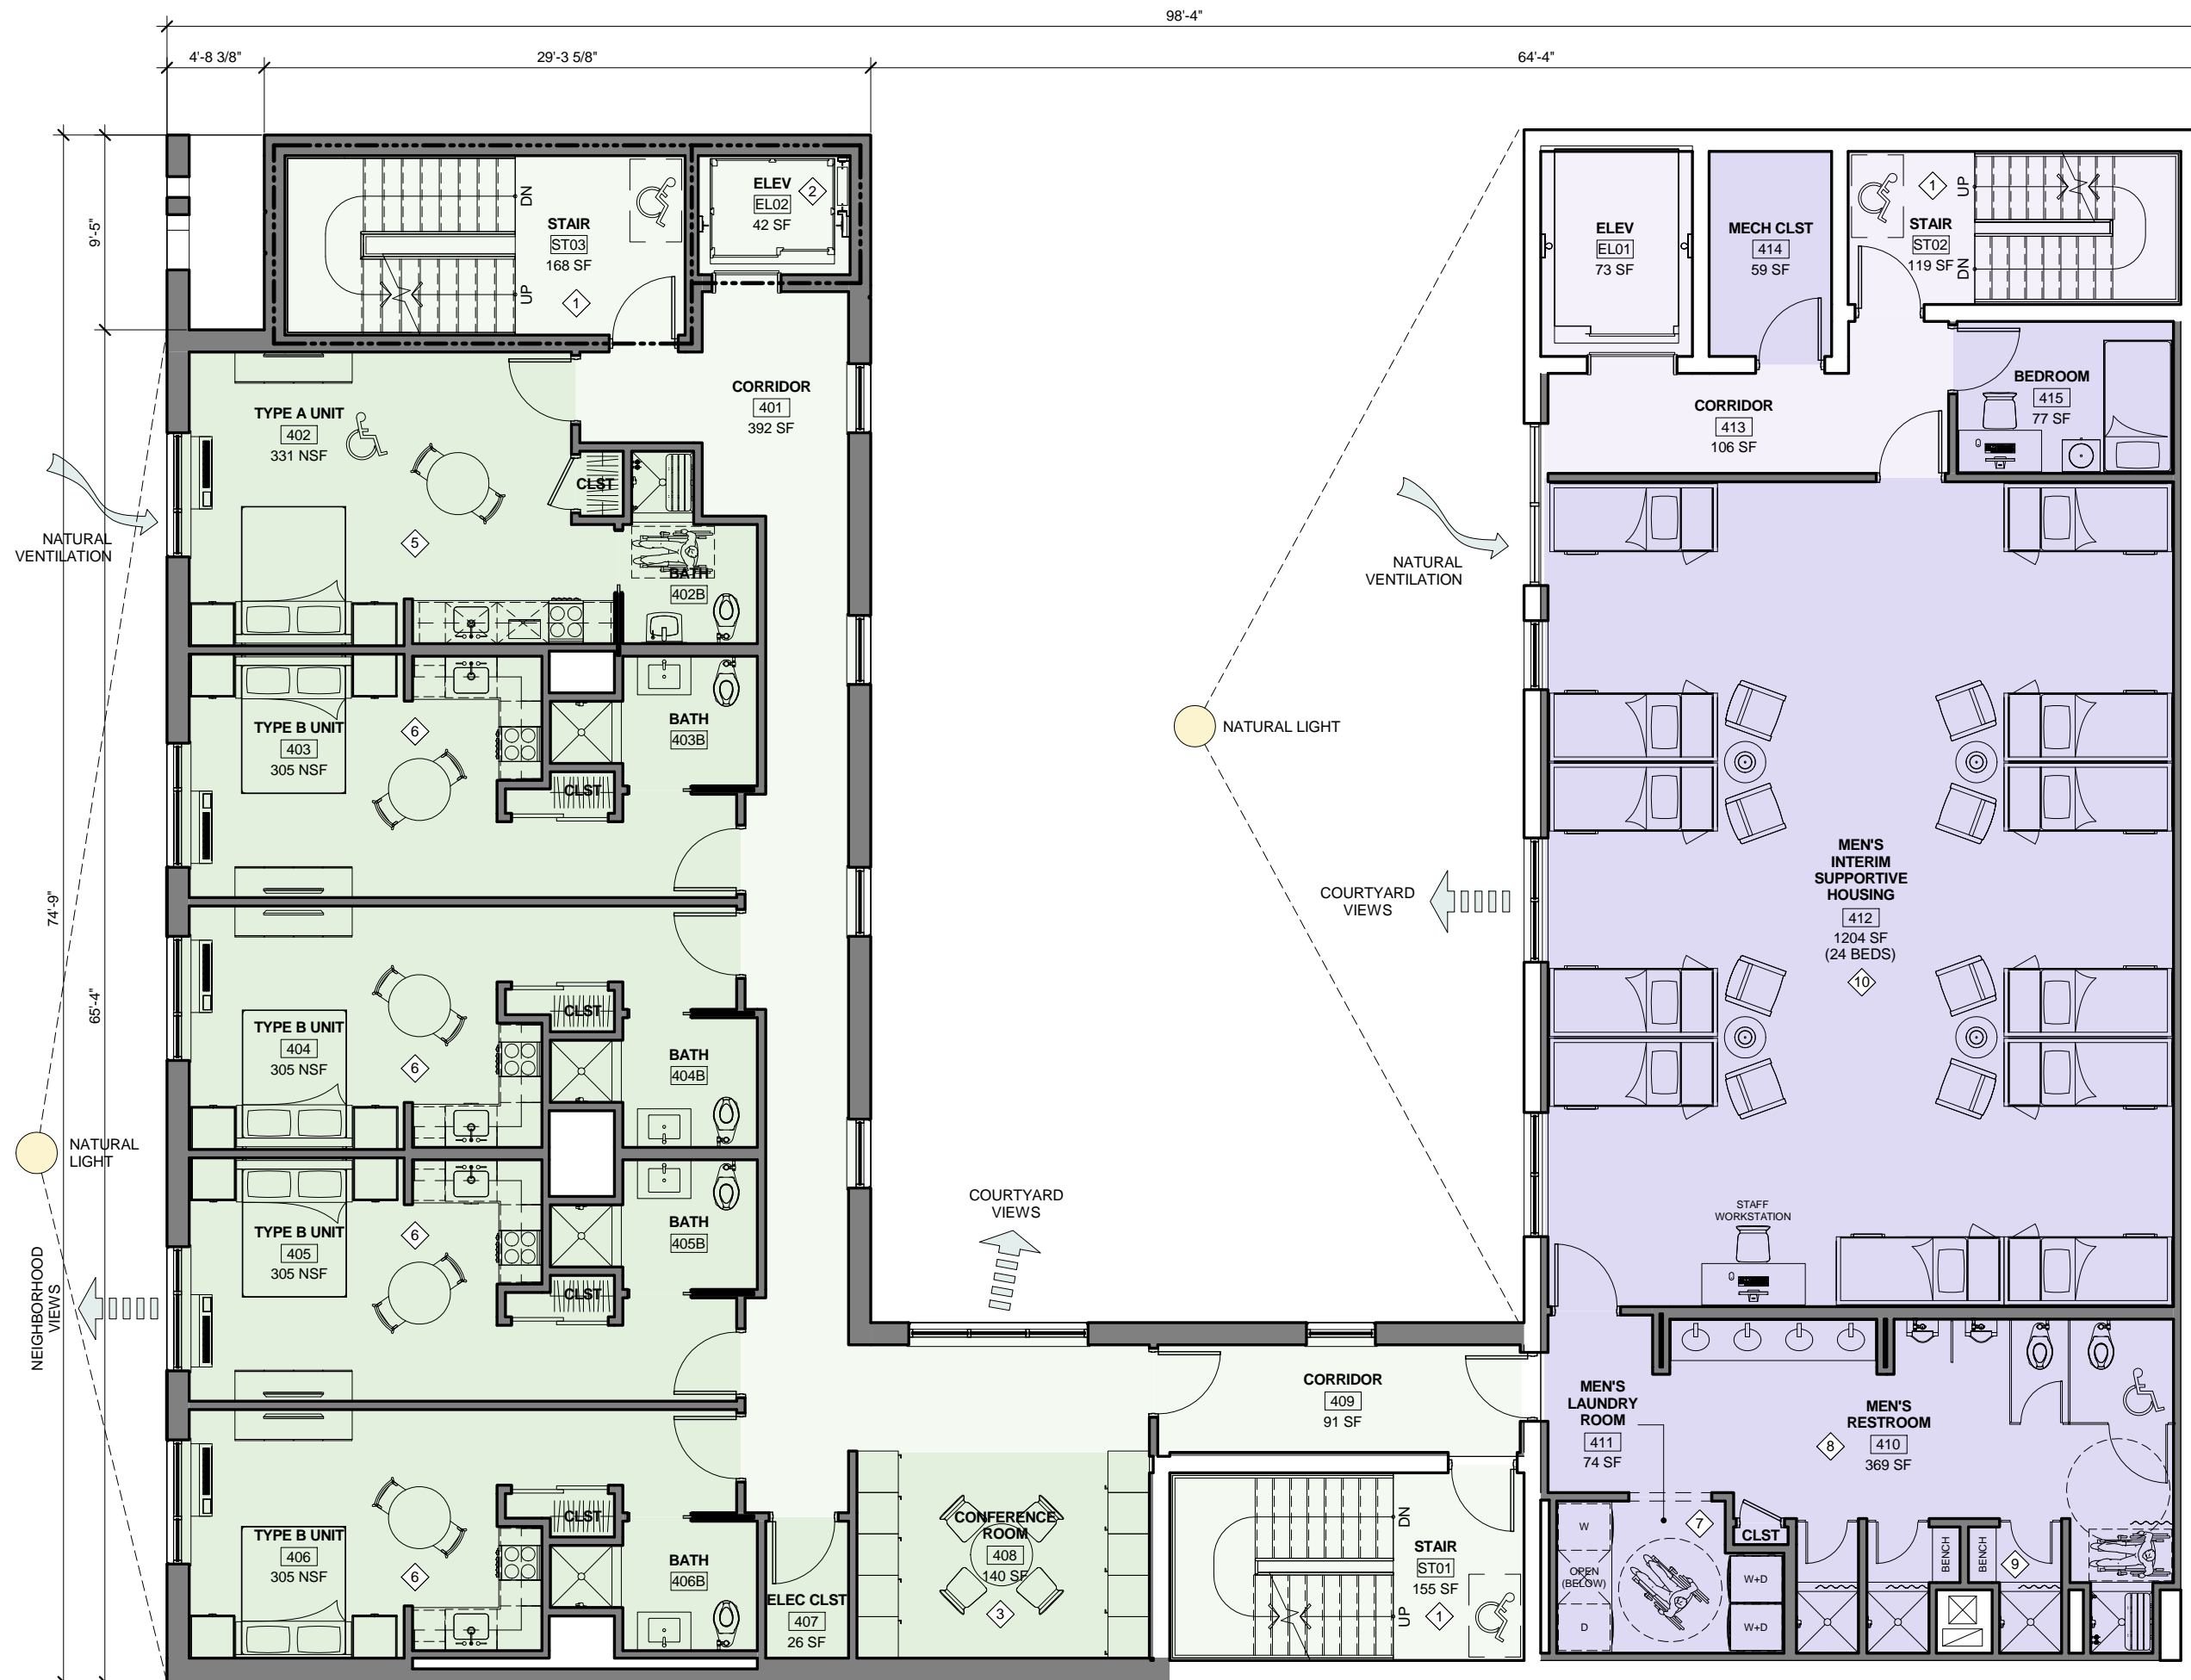 98'-4"
4'-8 3/8"
29'-3 5/8"
64'-4"
9'-5"
74'-9"
65'-4"
STAIR
ST03
168 SF
DN
UP
1
ELEV
EL02
42 SF
2
ELEV
EL01
73 SF
MECH CLST
414
59 SF
STAIR
ST02
119 SF
UP
DN
1
CORRIDOR
401
392 SF
TYPE A UNIT
402
331 NSF
CLST
5
BATH
402B
NATURAL
VENTILATION
CORRIDOR
413
106 SF
BEDROOM
415
77 SF
NATURAL
VENTILATION
TYPE B UNIT
403
305 NSF
6
BATH
403B
CLST
NATURAL LIGHT
COURTYARD
VIEWS
MEN'S
INTERIM
SUPPORTIVE
HOUSING
412
1204 SF
(24 BEDS)
10
TYPE B UNIT
404
305 NSF
6
CLST
BATH
404B
NATURAL
LIGHT
TYPE B UNIT
405
305 NSF
6
BATH
405B
CLST
COURTYARD
VIEWS
STAFF
WORKSTATION
NEIGHBORHOOD
VIEWS
CORRIDOR
409
91 SF
MEN'S
LAUNDRY
ROOM
411
74 SF
MEN'S
RESTROOM
410
369 SF
8
TYPE B UNIT
406
305 NSF
6
CLST
BATH
406B
ELEC CLST
407
26 SF
CONFERENCE
ROOM
408
140 SF
3
STAIR
ST01
155 SF
DN
UP
1
W
OPEN
(BELOW)
D
7
CLST
W+D
W+D
BENCH
BENCH
9